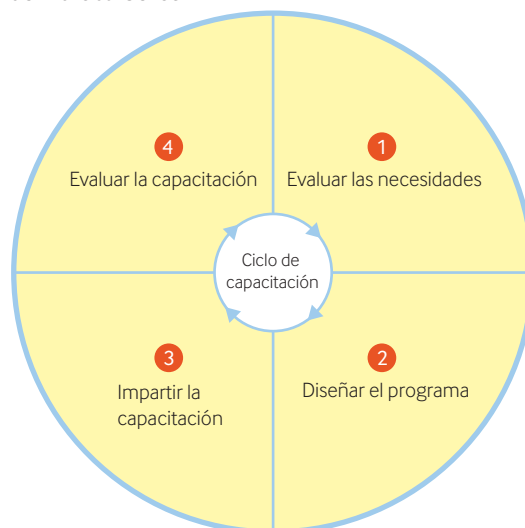 4
Evaluar la capacitación
1
Evaluar las necesidades
Ciclo de
capacitación
3
Impartir la
capacitación
2
Diseñar el programa